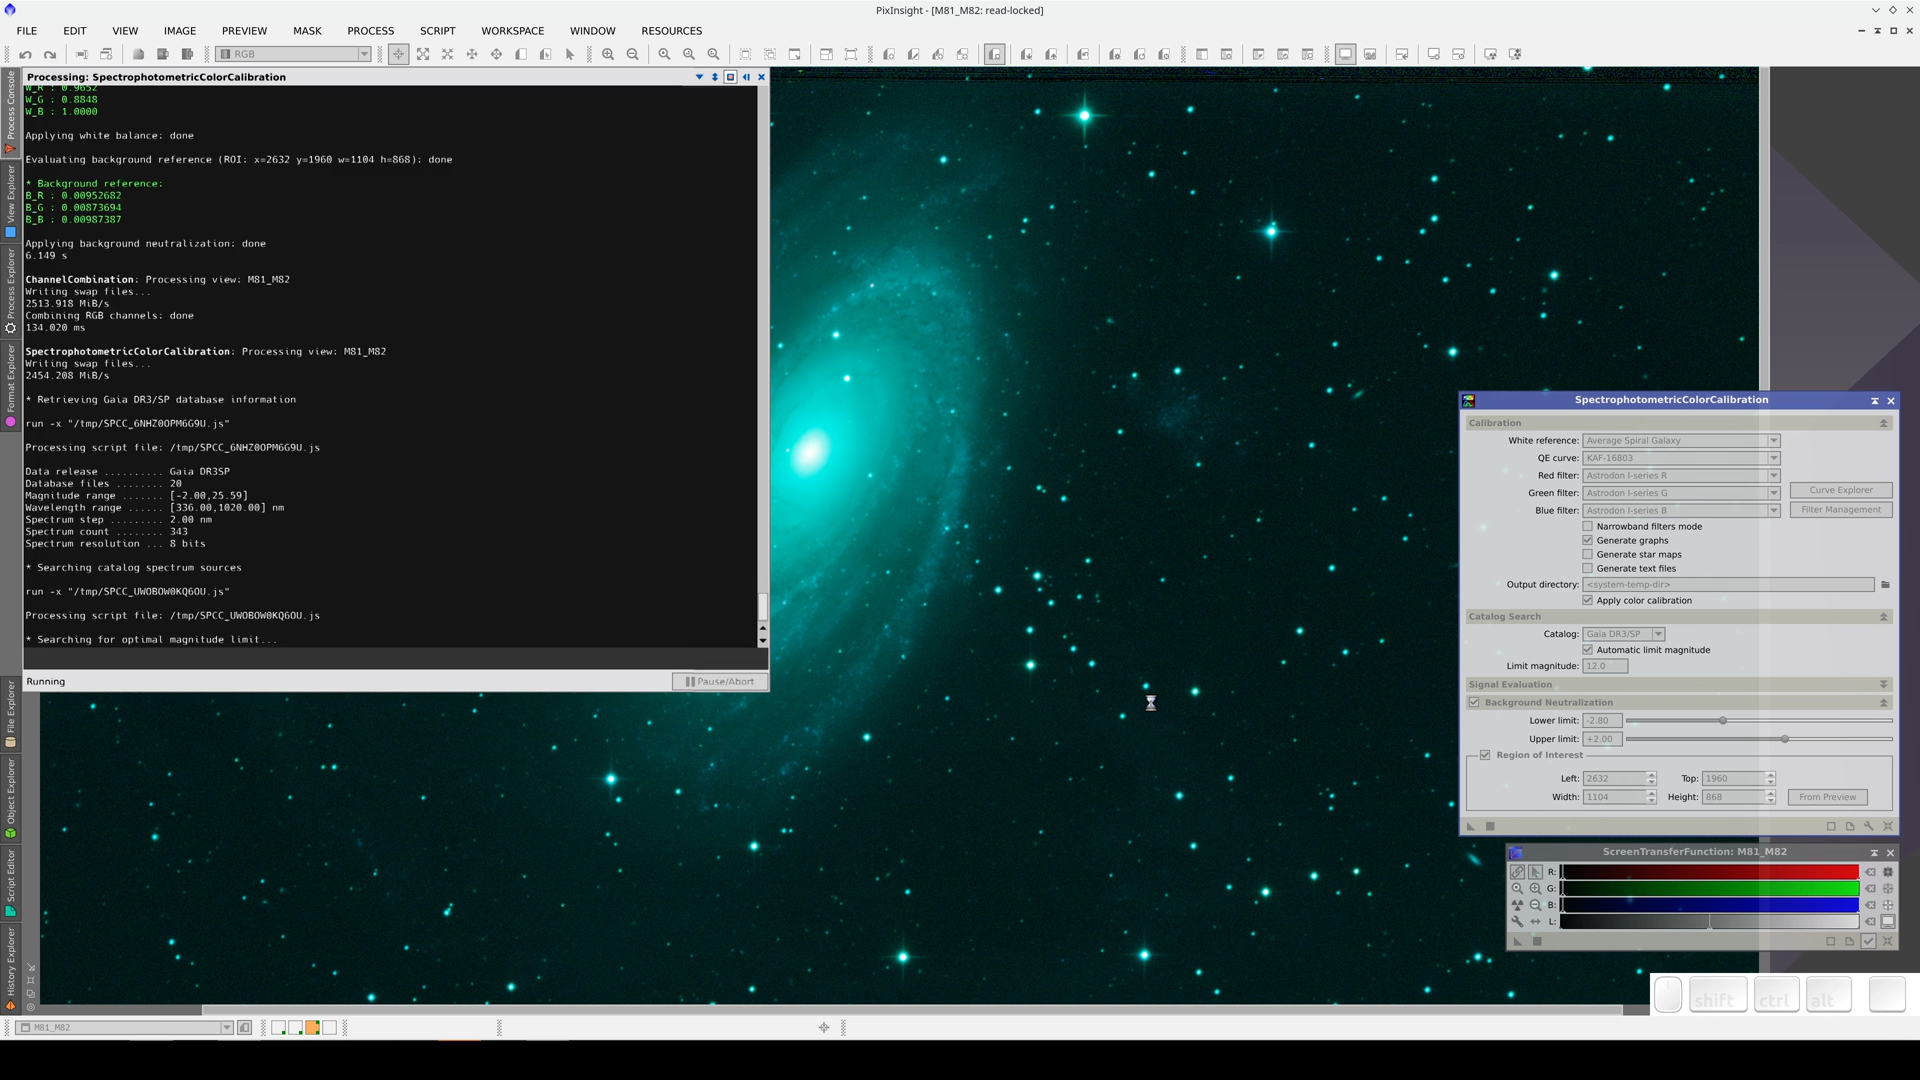 PixInsight - [M81_M82: read-locked]
FILE EDIT VIEW IMAGE PREVIEW MASK PROCESS SCRIPT WORKSPACE WINDOW RESOURCES
RGB
Processing: SpectrophotometricColorCalibration
W_R : 0.9652
W_G : 0.8848
W_B : 1.0000
Applying white balance: done
Evaluating background reference (ROI: x=2632 y=1960 w=1104 h=868): done
* Background reference:
B_R : 0.00952682
B_G : 0.00873694
B_B : 0.00987387
Applying background neutralization: done
6.149 s
ChannelCombination: Processing view: M81_M82
Writing swap files...
2513.918 MiB/s
Combining RGB channels: done
134.020 ms
SpectrophotometricColorCalibration: Processing view: M81_M82
Writing swap files...
2454.208 MiB/s
* Retrieving Gaia DR3/SP database information
run -x "/tmp/SPCC_6NHZ0OPM6G9U.js"
Processing script file: /tmp/SPCC_6NHZ0OPM6G9U.js
Data release .......... Gaia DR3SP
Database files ........ 20
Magnitude range ....... [-2.00,25.59]
Wavelength range ...... [336.00,1020.00] nm
Spectrum step ......... 2.00 nm
Spectrum count ........ 343
Spectrum resolution ... 8 bits
* Searching catalog spectrum sources
run -x "/tmp/SPCC_UWOBOW0KQ6OU.js"
Processing script file: /tmp/SPCC_UWOBOW0KQ6OU.js
* Searching for optimal magnitude limit...
Running
Pause/Abort
Process Console
View Explorer
Process Explorer
Format Explorer
File Explorer
Object Explorer
Script Editor
History Explorer
SpectrophotometricColorCalibration
Calibration
White reference: Average Spiral Galaxy
QE curve: KAF-16803
Red filter: Astrodon I-series R
Green filter: Astrodon I-series G
Curve Explorer
Blue filter: Astrodon I-series B
Filter Management
Narrowband filters mode
Generate graphs
Generate star maps
Generate text files
Output directory: <system-temp-dir>
Apply color calibration
Catalog Search
Catalog: Gaia DR3/SP
Automatic limit magnitude
Limit magnitude: 12.0
Signal Evaluation
Background Neutralization
Lower limit: -2.80
Upper limit: +2.00
Region of Interest
Left: 2632 Top: 1960
Width: 1104 Height: 868 From Preview
ScreenTransferFunction: M81_M82
R:
G:
B:
L:
shift ctrl alt
M81_M82